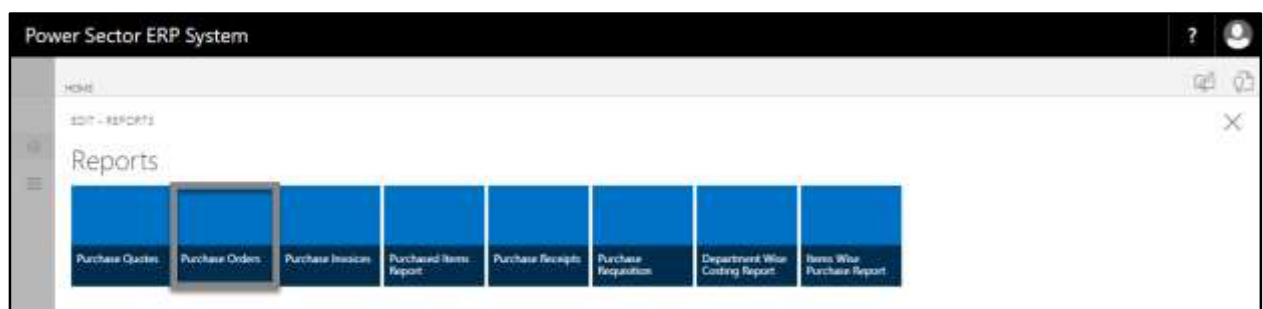 Power Sector ERP System
?
HOME
EDIT - REPORTS
Reports
Purchase Quotes
Purchase Orders
Purchase Invoices
Purchased Items
Report
Purchase Receipts
Purchase
Requisition
Department Wise
Costing Report
Items Wise
Purchase Report